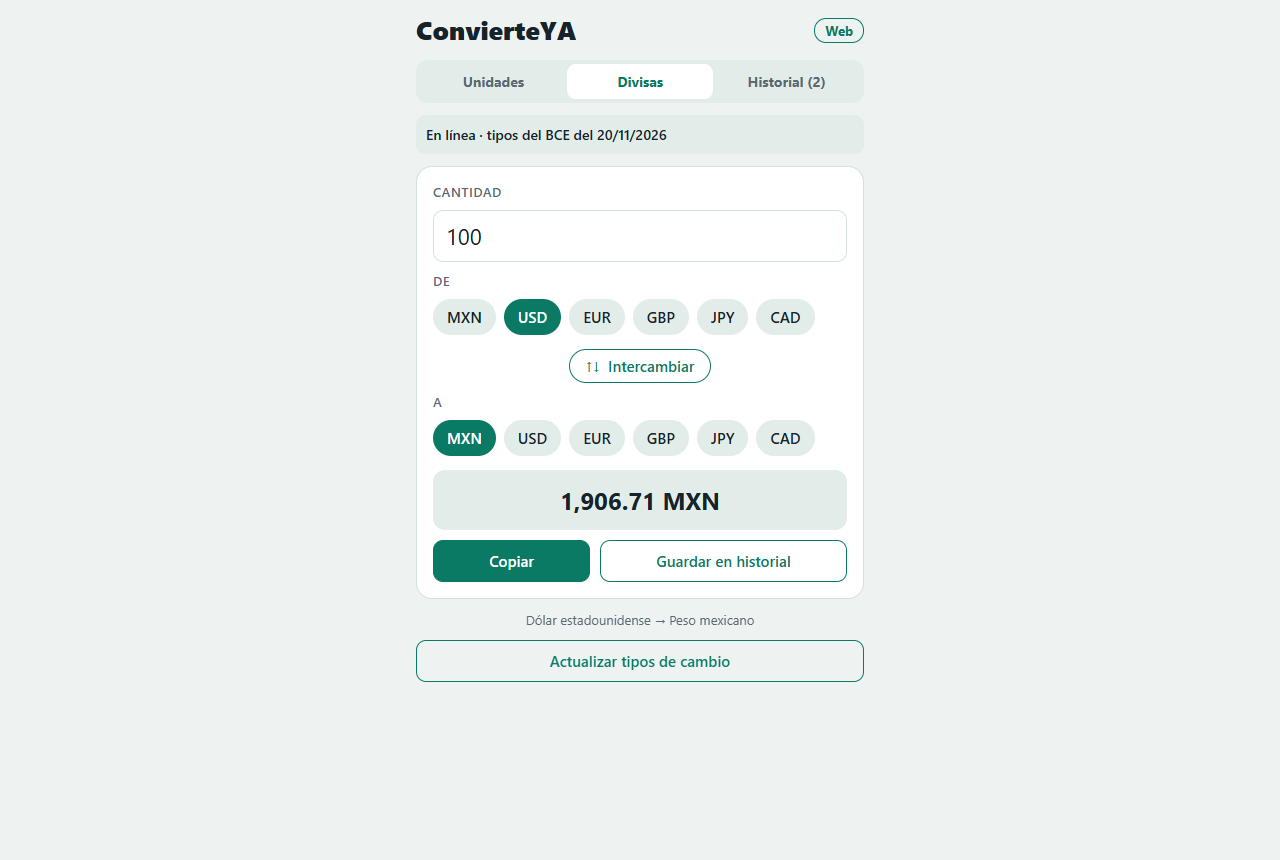 ConvierteYA
Web
Unidades
Divisas
Historial (2)
En línea · tipos del BCE del 20/11/2026
CANTIDAD
100
DE
MXN USD EUR GBP JPY CAD
↑↓ Intercambiar
A
MXN USD EUR GBP JPY CAD
1,906.71 MXN
Copiar
Guardar en historial
Dólar estadounidense → Peso mexicano
Actualizar tipos de cambio